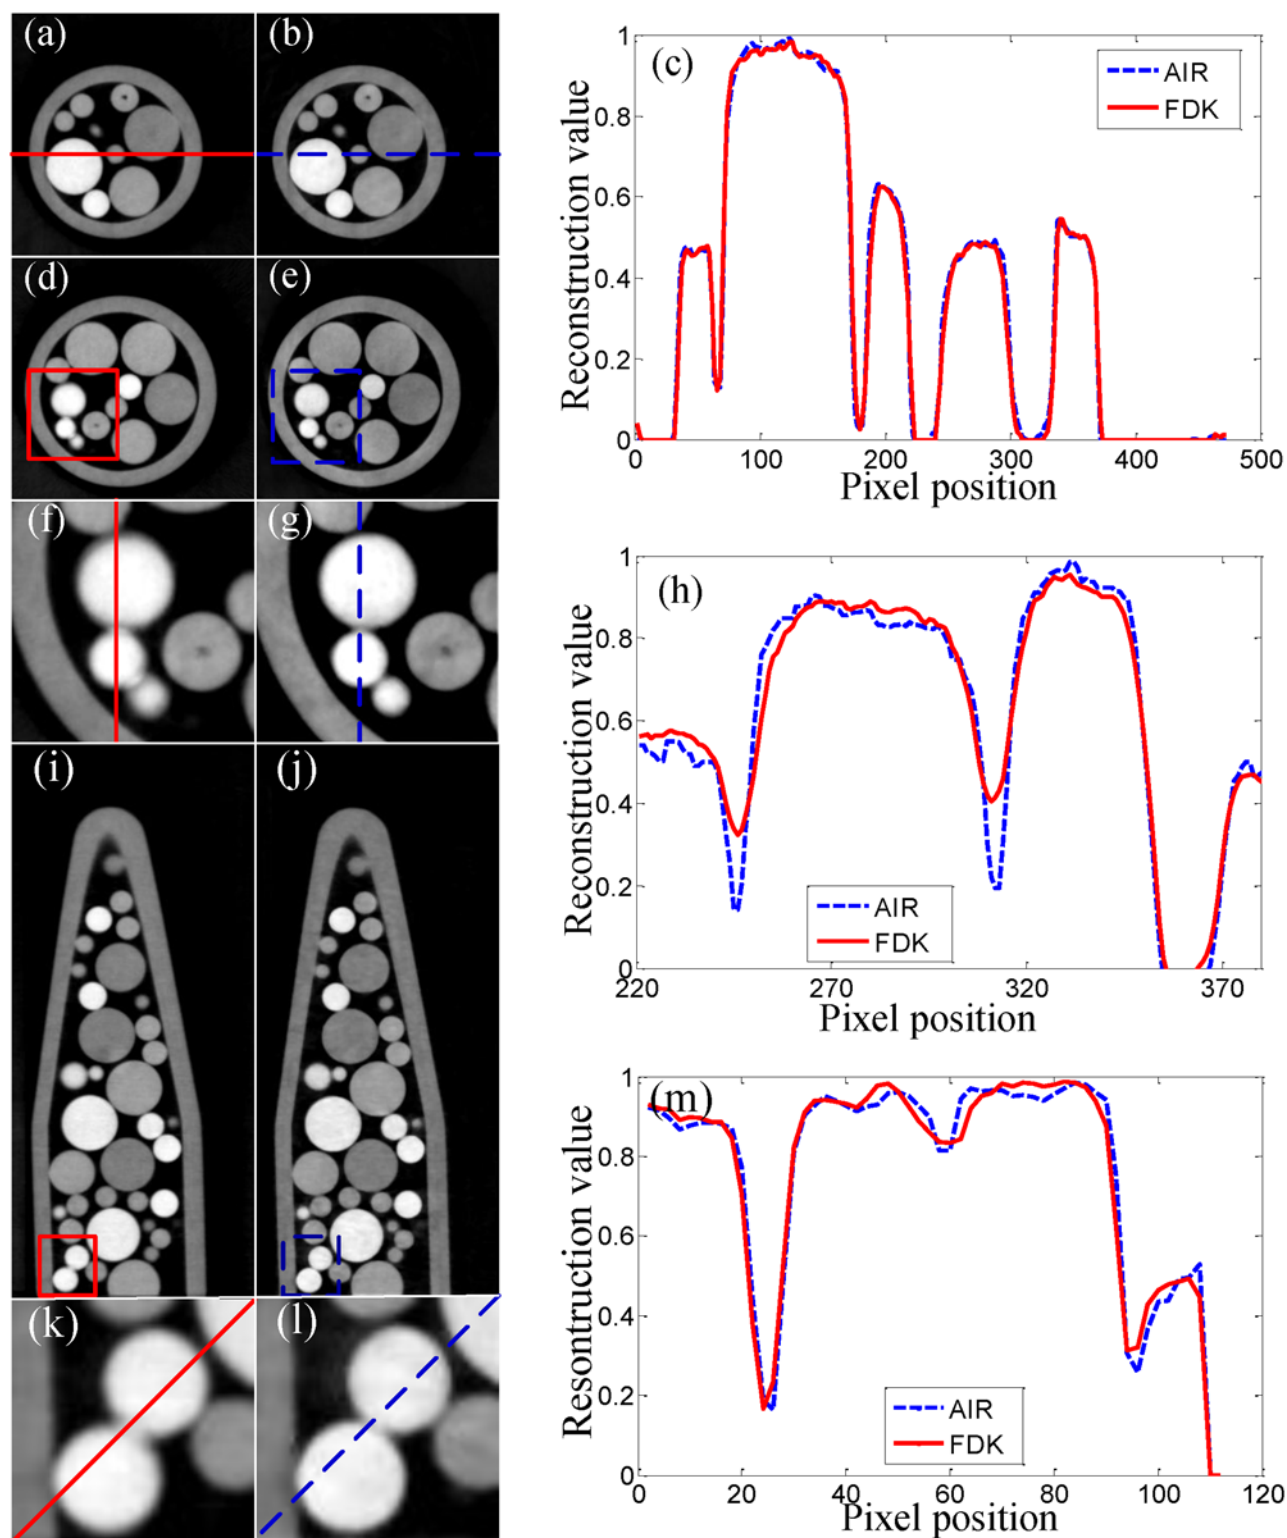 (a)
(b)
(c)
1
0.8
0.6
0.4
0.2
0
0
100
200
300
400
500
Reconstruction value
Pixel position
AIR
FDK
(d)
(e)
(f)
(g)
(h)
1
0.8
0.6
0.4
0.2
0
220
270
320
370
Reconstruction value
Pixel position
AIR
FDK
(i)
(j)
(k)
(l)
(m)
1
0.8
0.6
0.4
0.2
0
0
20
40
60
80
100
120
Resontruction value
Pixel position
AIR
FDK